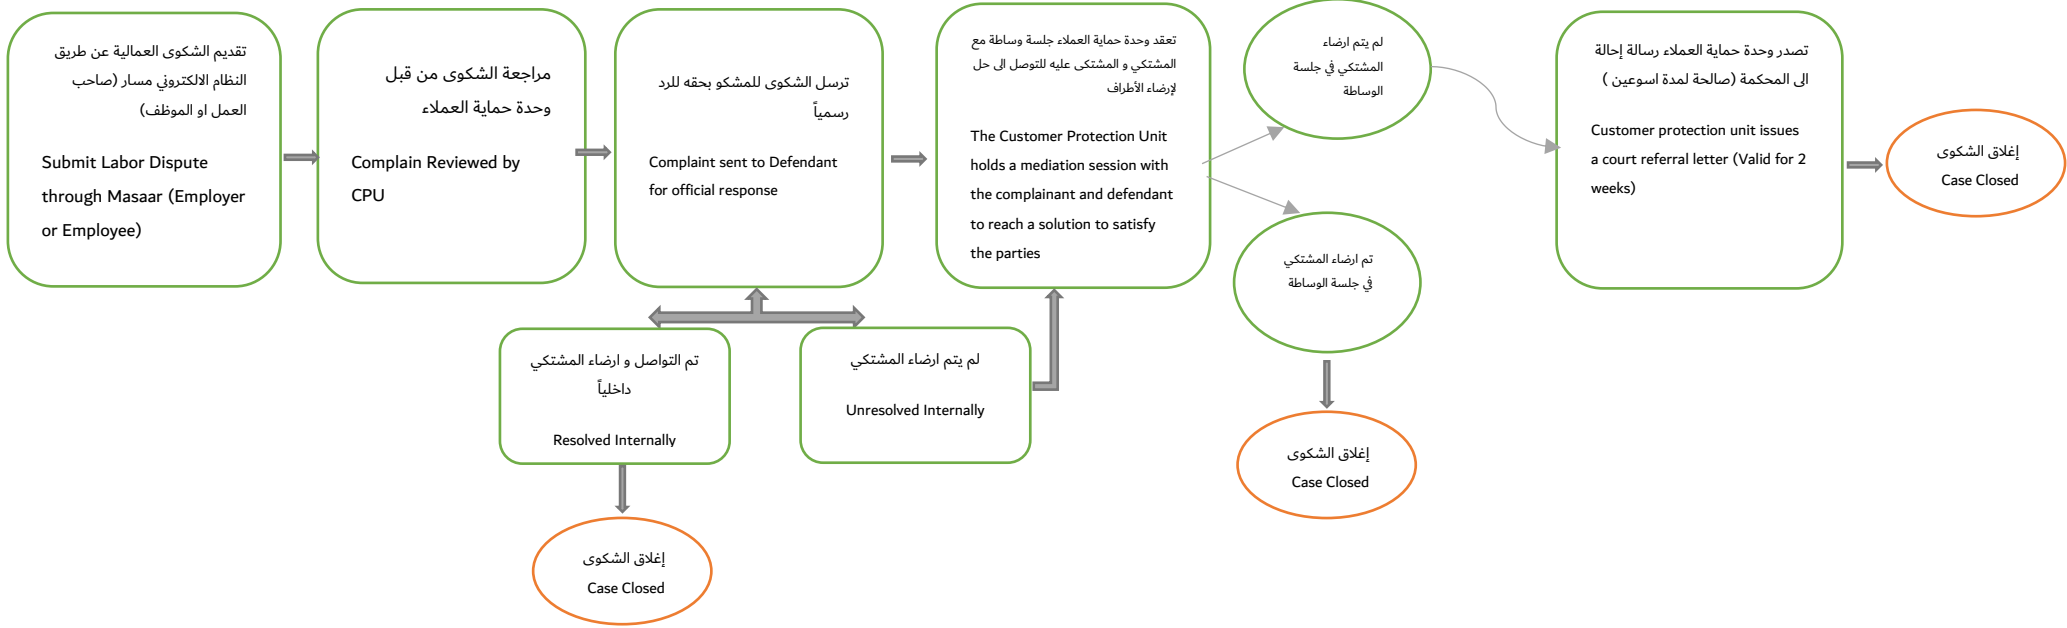 تقديم الشكوى العمالية عن طريق
النظام الالكتروني مسار (صاحب
العمل او الموظف)
Submit Labor Dispute
through Masaar (Employer
or Employee)
مراجعة الشكوى من قبل
وحدة حماية العملاء
Complain Reviewed by
CPU
ترسل الشكوى للمشكو بحقه للرد
رسمياً
Complaint sent to Defendant
for official response
تعقد وحدة حماية العملاء جلسة وساطة مع
المشتكي و المشتكى عليه للتوصل الى حل
لإرضاء الأطراف
The Customer Protection Unit
holds a mediation session with
the complainant and defendant
to reach a solution to satisfy
the parties
لم يتم ارضاء
المشتكي في جلسة
الوساطة
تم ارضاء المشتكي
في جلسة الوساطة
تصدر وحدة حماية العملاء رسالة إحالة
الى المحكمة (صالحة لمدة اسوعين )
Customer protection unit issues
a court referral letter (Valid for 2
weeks)
إغلاق الشكوى
Case Closed
تم التواصل و ارضاء المشتكي
داخلياً
Resolved Internally
لم يتم ارضاء المشتكي
Unresolved Internally
إغلاق الشكوى
Case Closed
إغلاق الشكوى
Case Closed